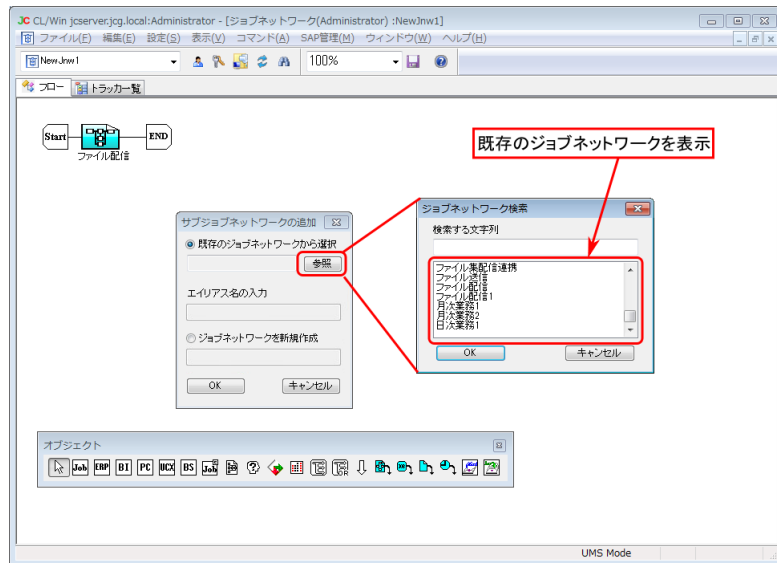 JC CL/Win jcserver.jcg.local:Administrator - [ジョブネットワーク(Administrator) :NewJnw1]
ファイル(F) 編集(E) 設定(S) 表示(V) コマンド(A) SAP管理(M) ウィンドウ(W) ヘルプ(H)
NewJnw1 100%
フロー トラッカ一覧
Start END
ファイル配信
既存のジョブネットワークを表示
サブジョブネットワークの追加
既存のジョブネットワークから選択
参照
エイリアス名の入力
ジョブネットワークを新規作成
OK キャンセル
ジョブネットワーク検索
検索する文字列
ファイル集配信連携
ファイル送信
ファイル配信
ファイル配信1
月次業務1
月次業務2
日次業務1
OK キャンセル
オブジェクト
Job ERP BI PC UCX BS Job
UMS Mode